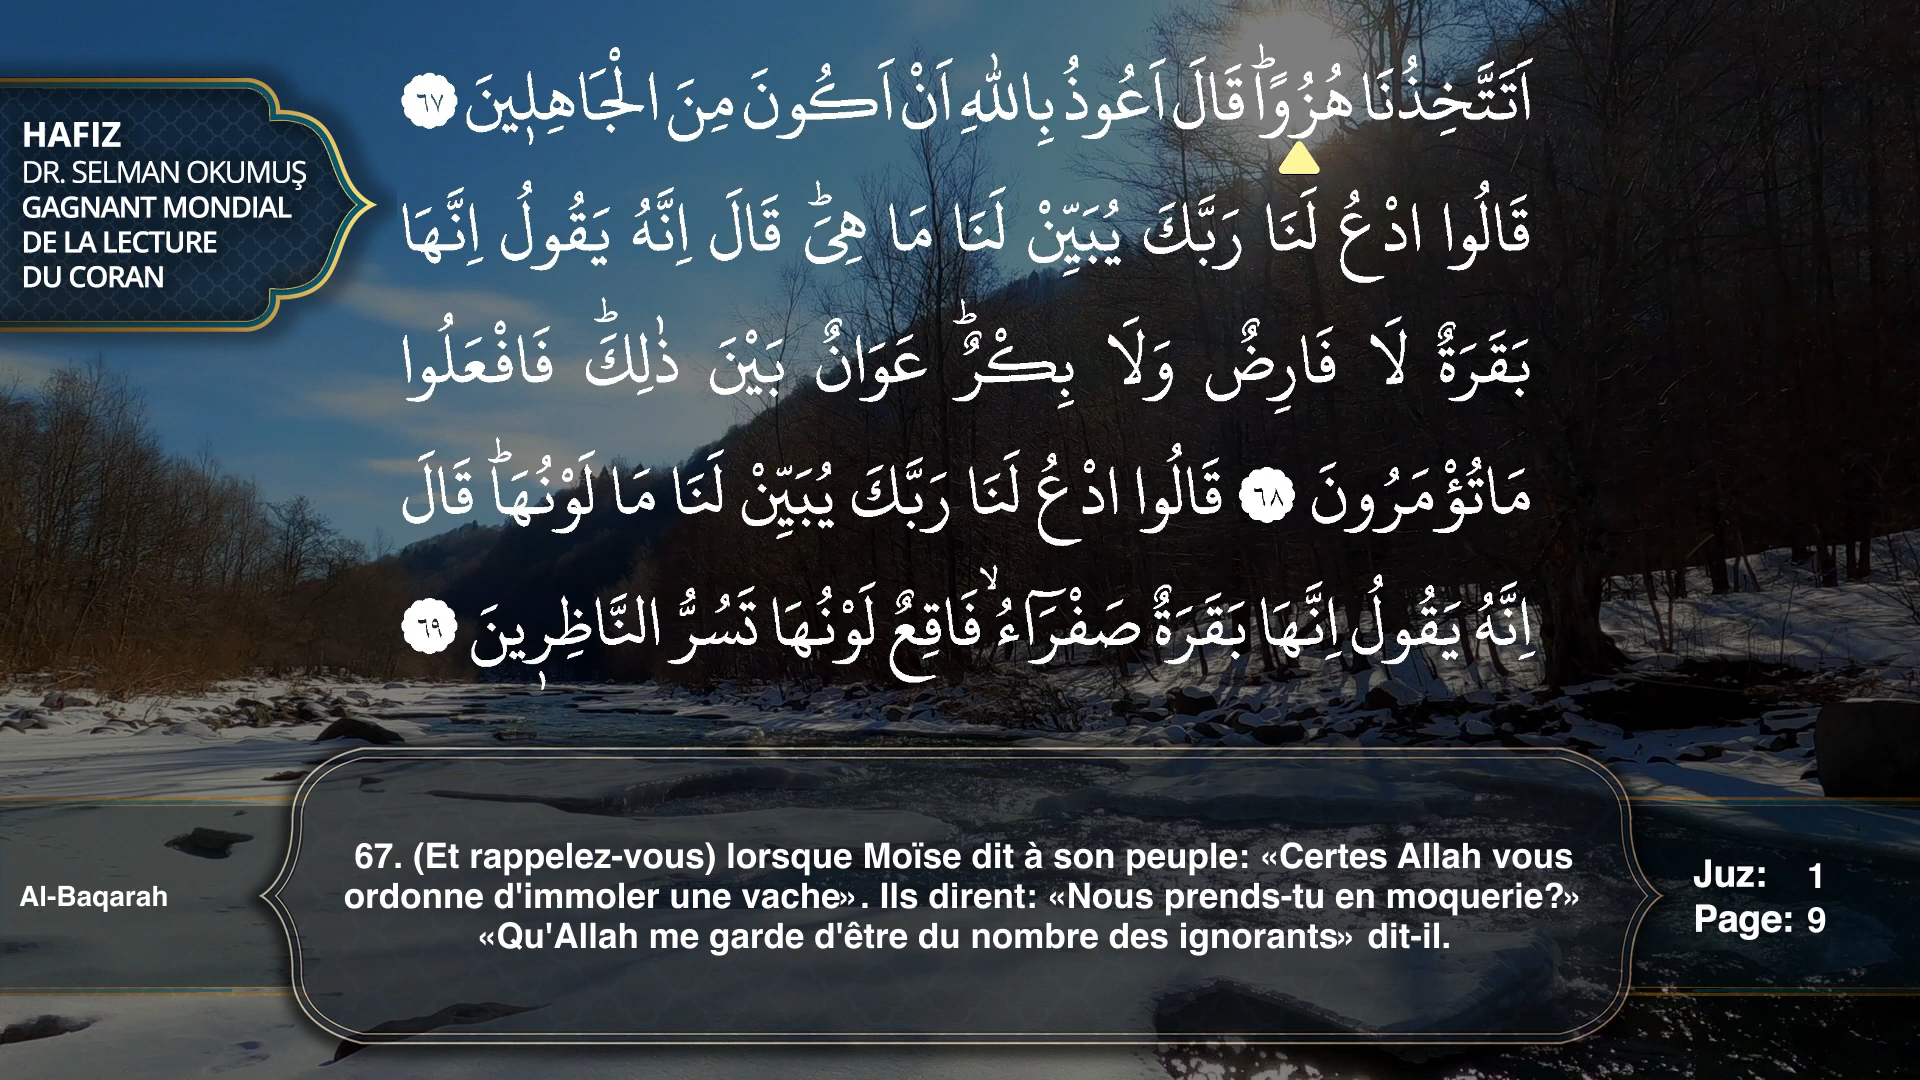 HAFIZ
DR. SELMAN OKUMUŞ
GAGNANT MONDIAL
DE LA LECTURE
DU CORAN
اَتَتَّخِذُنَا هُزُوًاۜ قَالَ اَعُوذُ بِاللّٰهِ اَنْ اَكُونَ مِنَ الْجَاهِلٖينَ ٦٧
قَالُوا ادْعُ لَنَا رَبَّكَ يُبَيِّنْ لَنَا مَا هِيَۜ قَالَ اِنَّهُ يَقُولُ اِنَّهَا
بَقَرَةٌ لَا فَارِضٌ وَلَا بِكْرٌۜ عَوَانٌ بَيْنَ ذٰلِكَۜ فَافْعَلُوا
مَا تُؤْمَرُونَ ٦٨ قَالُوا ادْعُ لَنَا رَبَّكَ يُبَيِّنْ لَنَا مَا لَوْنُهَاۜ قَالَ
اِنَّهُ يَقُولُ اِنَّهَا بَقَرَةٌ صَفْرَٓاءُۙ فَاقِعٌ لَوْنُهَا تَسُرُّ النَّاظِرٖينَ ٦٩
67. (Et rappelez-vous) lorsque Moïse dit à son peuple: «Certes Allah vous
ordonne d'immoler une vache». Ils dirent: «Nous prends-tu en moquerie?»
«Qu'Allah me garde d'être du nombre des ignorants» dit-il.
Al-Baqarah
Juz: 1
Page: 9